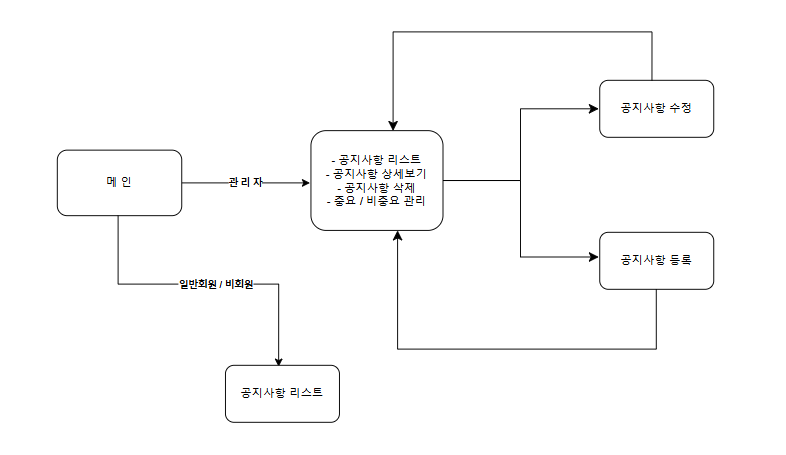 공지사항 수정
- 공지사항 리스트
- 공지사항 상세보기
- 공지사항 삭제
- 중요 / 비중요 관리
메 인
관 리 자
공지사항 등록
일반회원 / 비회원
공지사항 리스트